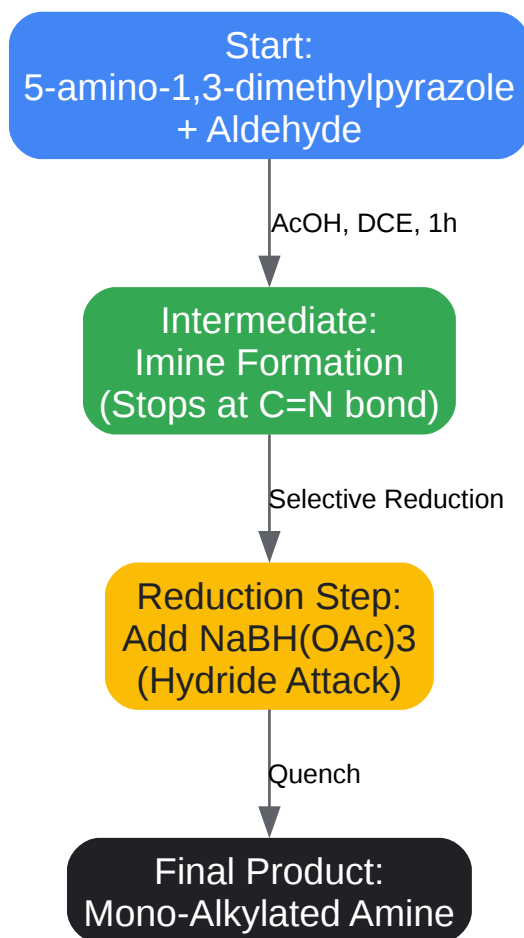 Start:
5-amino-1,3-dimethylpyrazole
+ Aldehyde
AcOH, DCE, 1h
Intermediate:
Imine Formation
(Stops at C=N bond)
Selective Reduction
Reduction Step:
Add NaBH(OAc)3
(Hydride Attack)
Quench
Final Product:
Mono-Alkylated Amine